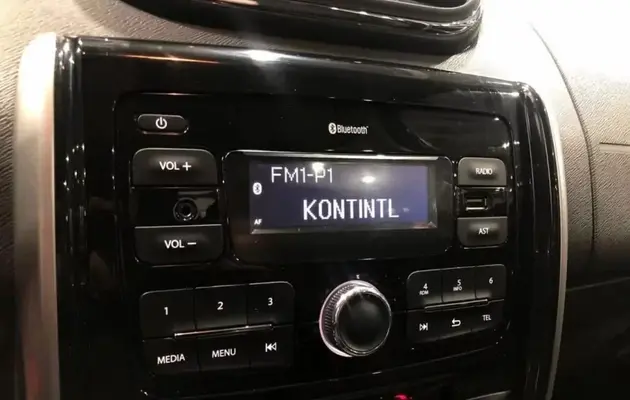 Bluetooth
VOL +
FM1-P1
RADIO
AF
KONTINTL
VOL −
AST
1 2 3
4 RDM 5 INFO 6
MEDIA MENU
TEL